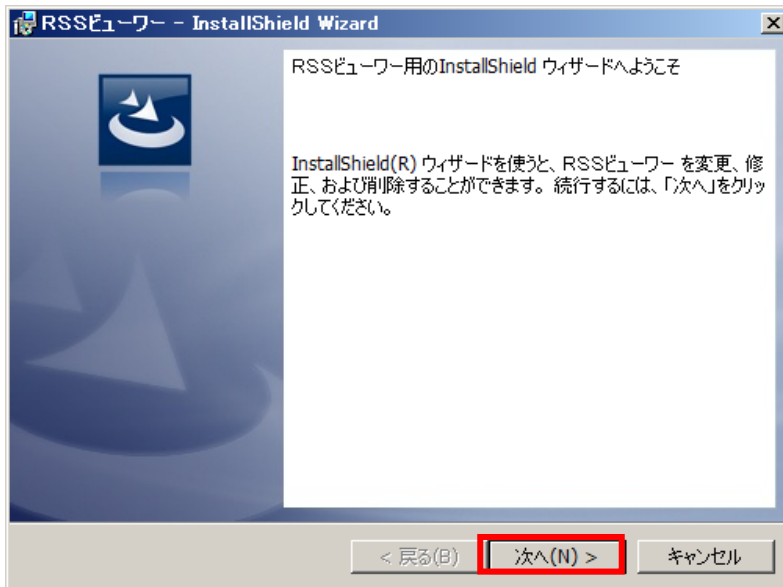 RSSビューワー - InstallShield Wizard
RSSビューワー用のInstallShield ウィザードへようこそ
InstallShield(R) ウィザードを使うと、RSSビューワー を変更、修
正、および削除することができます。続行するには、「次へ」をクリッ
クしてください。
< 戻る(B)
次へ(N) >
キャンセル